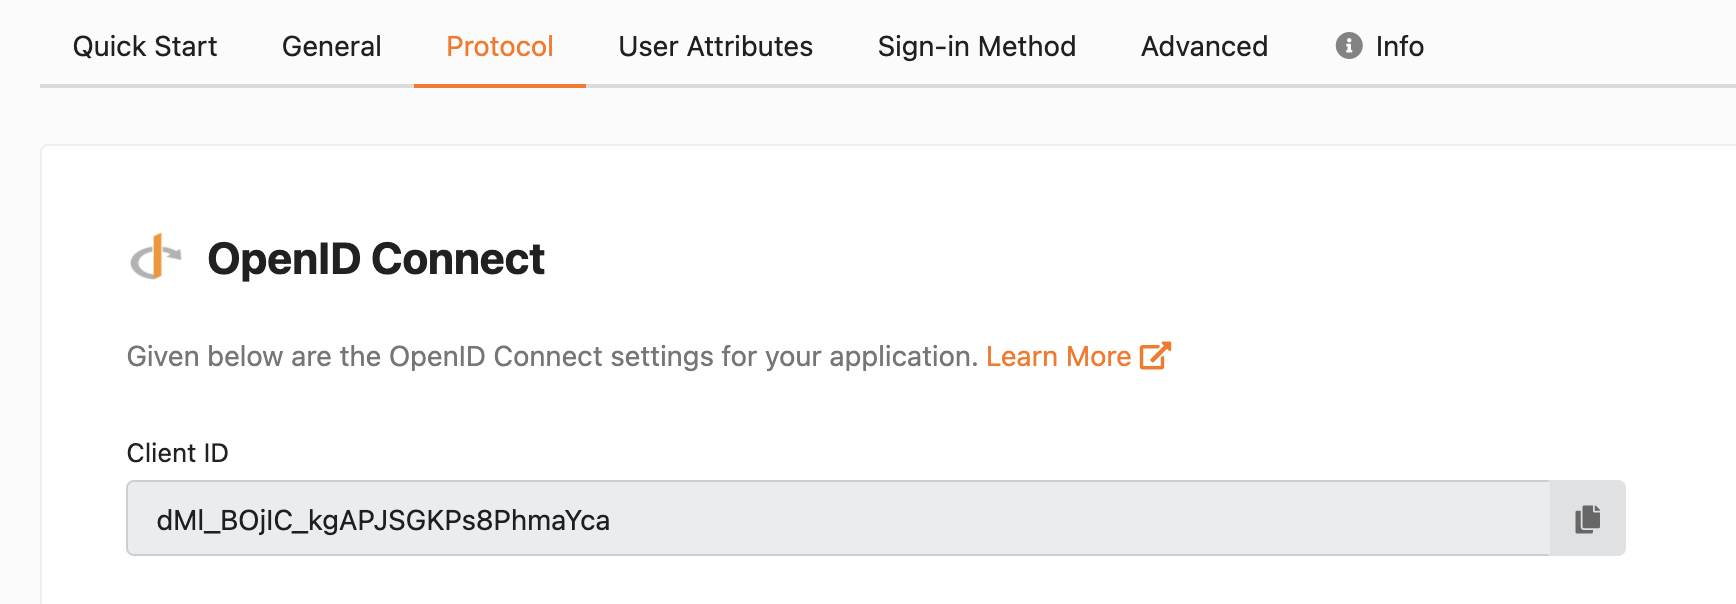 Quick Start General Protocol User Attributes Sign-in Method Advanced Info
OpenID Connect
Given below are the OpenID Connect settings for your application. Learn More
Client ID
dMl_BOjIC_kgAPJSGKPs8PhmaYca